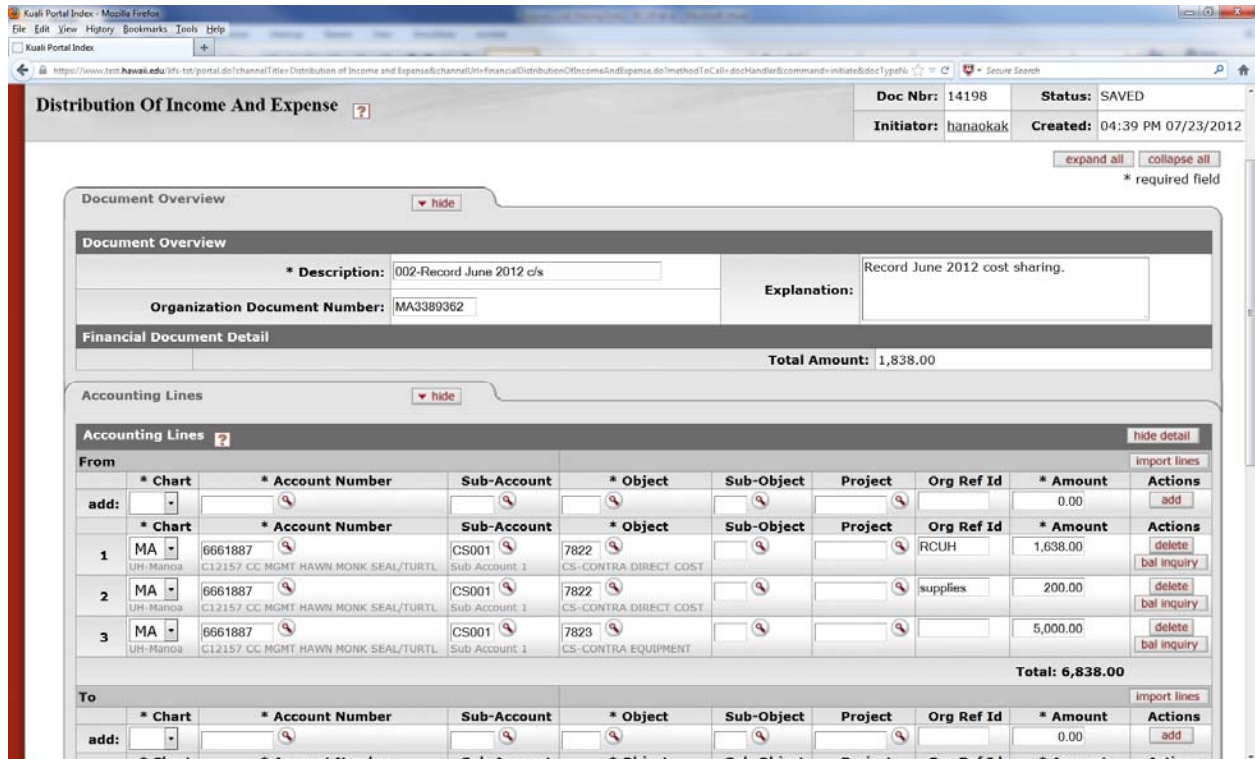 Kuali Portal Index - Mozilla Firefox
File Edit View History Bookmarks Tools Help
Kuali Portal Index +
Secure Search
Distribution Of Income And Expense ?
Doc Nbr: 14198 Status: SAVED
Initiator: hanaokak Created: 04:39 PM 07/23/2012
expand all collapse all
* required field
Document Overview hide
Document Overview
* Description: 002-Record June 2012 c/s
Explanation: Record June 2012 cost sharing.
Organization Document Number: MA3389362
Financial Document Detail
Total Amount: 1,838.00
Accounting Lines hide
Accounting Lines ? hide detail
From import lines
* Chart * Account Number Sub-Account * Object Sub-Object Project Org Ref Id * Amount Actions
add: 0.00 add
* Chart * Account Number Sub-Account * Object Sub-Object Project Org Ref Id * Amount Actions
1 MA 6661887 CS001 7822 RCUH 1,638.00 delete
UH-Manoa C12157 CC MGMT HAWN MONK SEAL/TURTL Sub Account 1 CS-CONTRA DIRECT COST bal inquiry
2 MA 6661887 CS001 7822 supplies 200.00 delete
UH-Manoa C12157 CC MGMT HAWN MONK SEAL/TURTL Sub Account 1 CS-CONTRA DIRECT COST bal inquiry
3 MA 6661887 CS001 7823 5,000.00 delete
UH-Manoa C12157 CC MGMT HAWN MONK SEAL/TURTL Sub Account 1 CS-CONTRA EQUIPMENT bal inquiry
Total: 6,838.00
To import lines
* Chart * Account Number Sub-Account * Object Sub-Object Project Org Ref Id * Amount Actions
add: 0.00 add